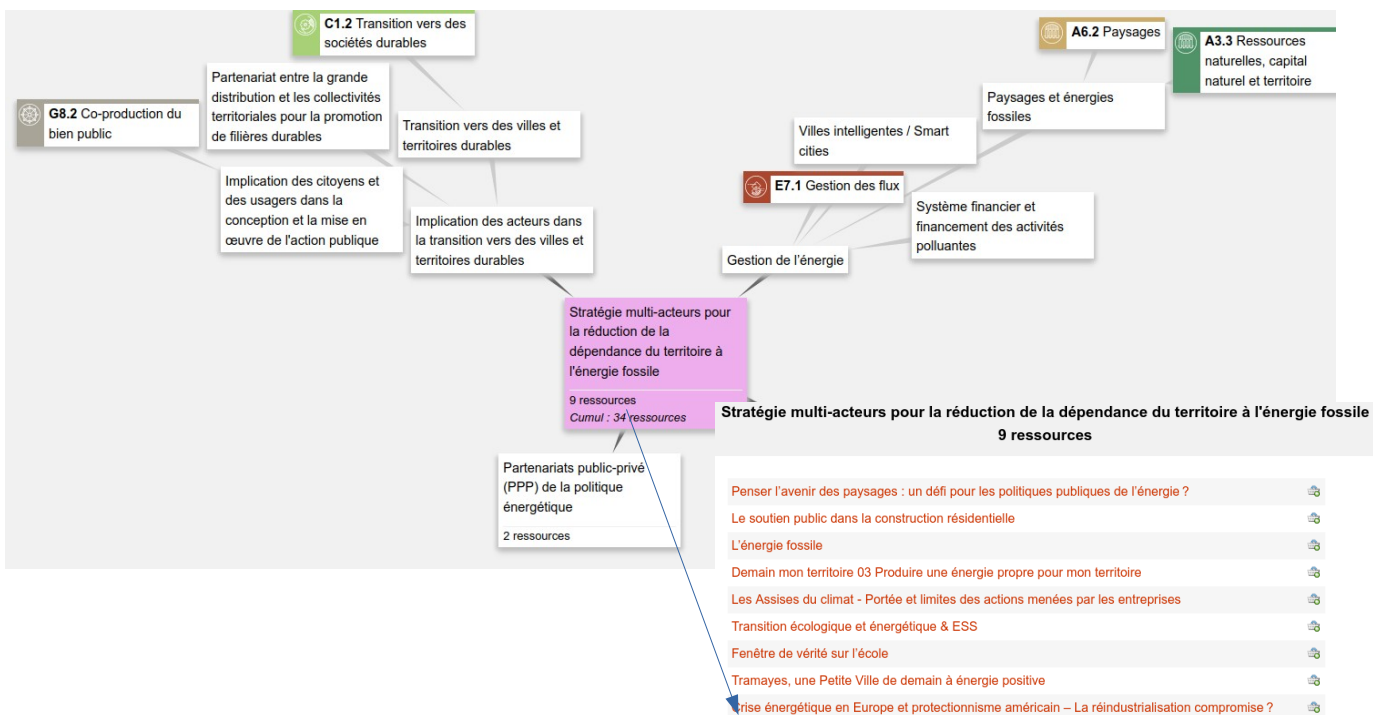 C1.2 Transition vers des
sociétés durables
A6.2 Paysages
A3.3 Ressources
naturelles, capital
naturel et territoire
Partenariat entre la grande
distribution et les collectivités
territoriales pour la promotion
de filières durables
G8.2 Co-production du
bien public
Transition vers des villes et
territoires durables
Paysages et énergies
fossiles
Villes intelligentes / Smart
cities
Implication des citoyens et
des usagers dans la
conception et la mise en
œuvre de l'action publique
E7.1 Gestion des flux
Implication des acteurs dans
la transition vers des villes et
territoires durables
Système financier et
financement des activités
polluantes
Gestion de l'énergie
Stratégie multi-acteurs pour
la réduction de la
dépendance du territoire à
l'énergie fossile
9 ressources
Cumul : 34 ressources
Partenariats public-privé
(PPP) de la politique
énergétique
2 ressources
Stratégie multi-acteurs pour la réduction de la dépendance du territoire à l'énergie fossile
9 ressources
Penser l'avenir des paysages : un défi pour les politiques publiques de l'énergie ?
Le soutien public dans la construction résidentielle
L'énergie fossile
Demain mon territoire 03 Produire une énergie propre pour mon territoire
Les Assises du climat - Portée et limites des actions menées par les entreprises
Transition écologique et énergétique & ESS
Fenêtre de vérité sur l'école
Tramayes, une Petite Ville de demain à énergie positive
Crise énergétique en Europe et protectionnisme américain – La réindustrialisation compromise ?